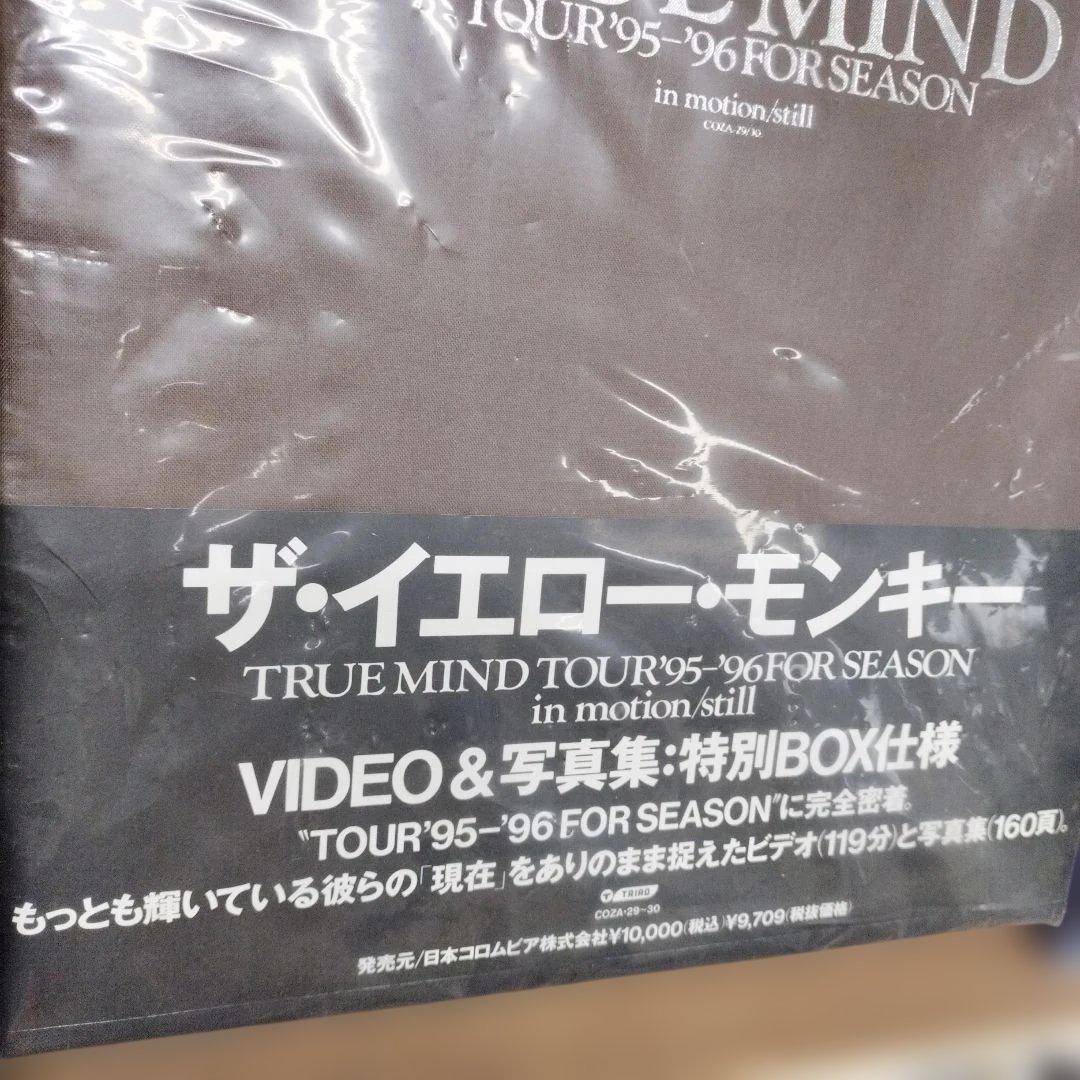 MIND
TOUR'95-'96 FOR SEASON
in motion/still
COZA-29/30
ザ・イエロー・モンキー
TRUE MIND TOUR'95-'96 FOR SEASON
in motion/still
VIDEO & 写真集:特別BOX仕様
"TOUR'95-'96 FOR SEASON"に完全密着。
もっとも輝いている彼らの「現在」をありのまま捉えたビデオ(119分)と写真集(160頁)。
TRIAD
COZA・29~30
発売元/日本コロムビア株式会社¥10,000(税込)¥9,709(税抜価格)